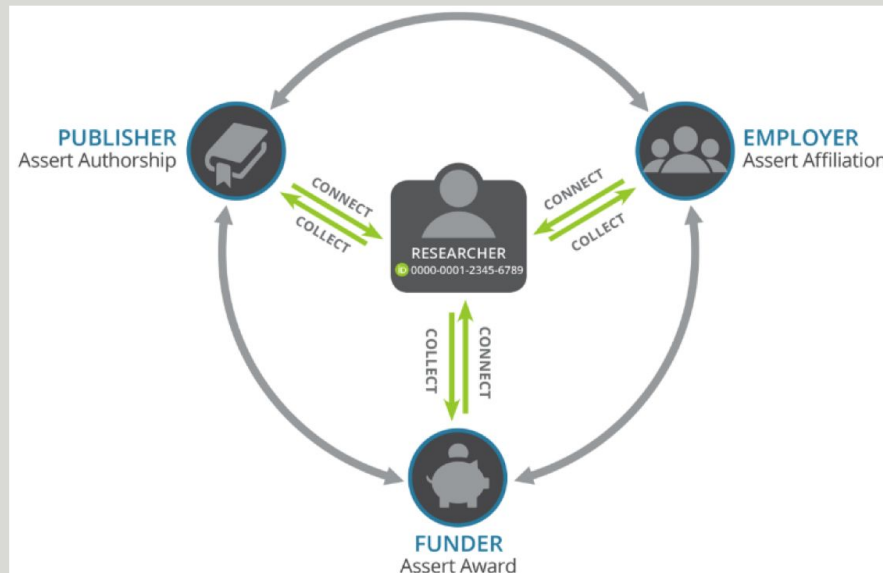 PUBLISHER
Assert Authorship
EMPLOYER
Assert Affiliation
CONNECT
COLLECT
CONNECT
COLLECT
RESEARCHER
iD 0000-0001-2345-6789
COLLECT
CONNECT
FUNDER
Assert Award